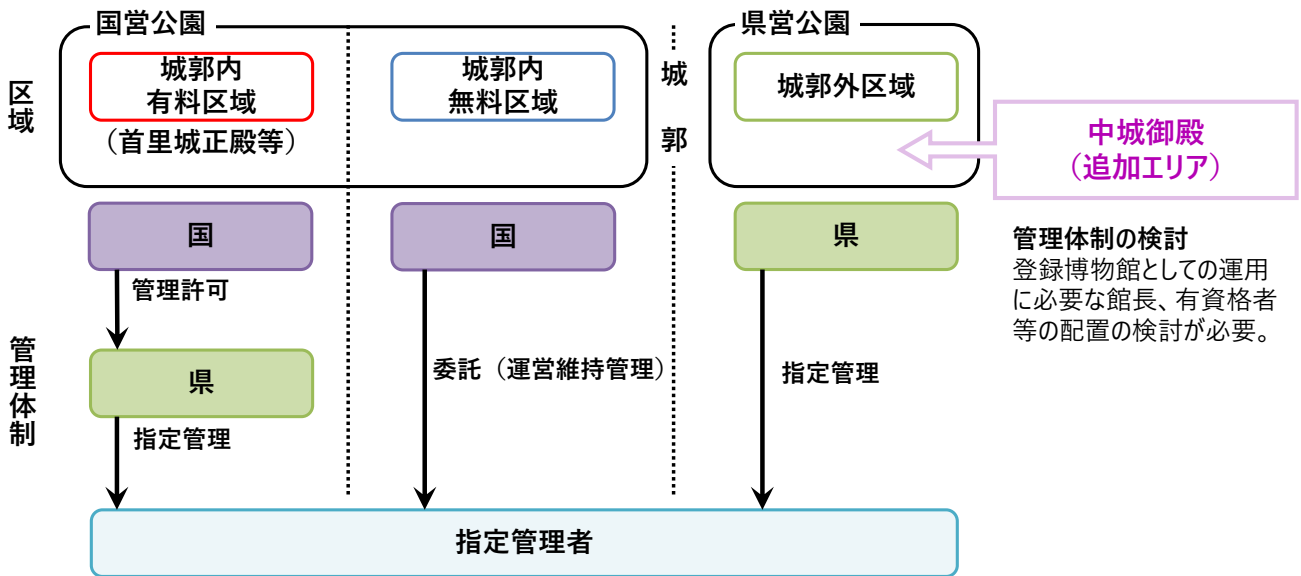 国営公園
県営公園
区域
城郭内
有料区域
（首里城正殿等）
城郭内
無料区域
城郭
城郭外区域
中城御殿
（追加エリア）
国
国
県
管理体制の検討
登録博物館としての運用
に必要な館長、有資格者
等の配置の検討が必要。
管理許可
管理体制
県
委託（運営維持管理）
指定管理
指定管理
指定管理者